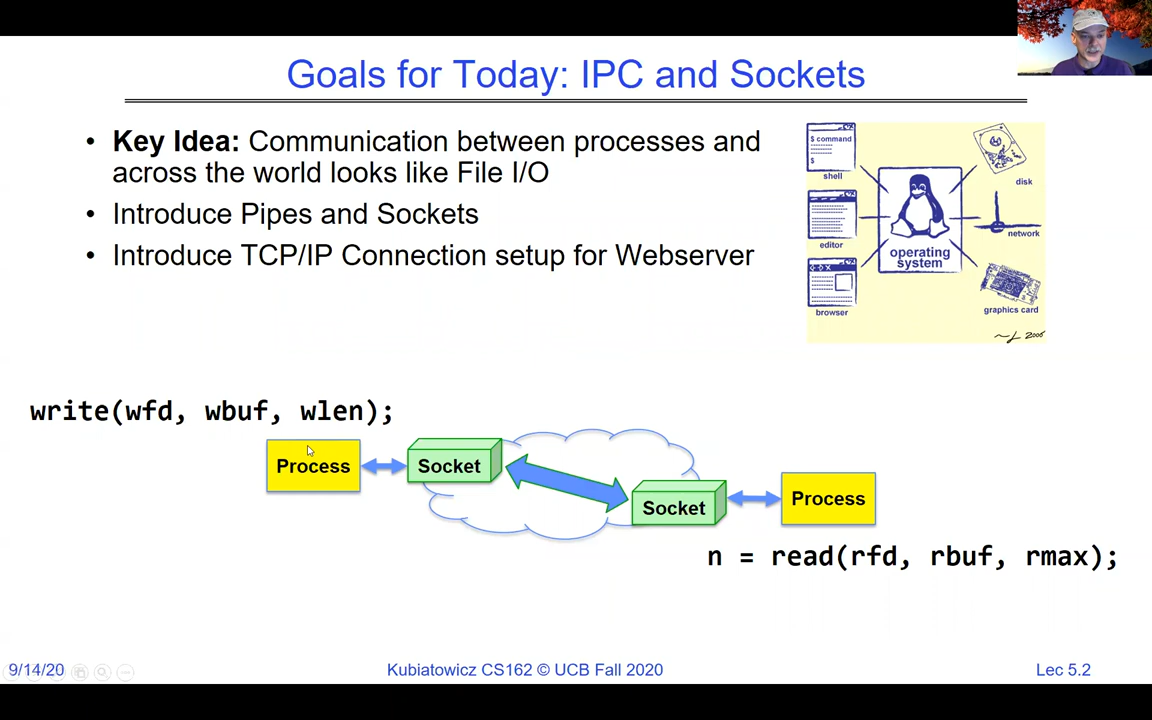 Goals for Today: IPC and Sockets
• Key Idea: Communication between processes and
across the world looks like File I/O
• Introduce Pipes and Sockets
• Introduce TCP/IP Connection setup for Webserver
$ command
$
shell
editor
browser
operating
system
disk
network
graphics card
2006
write(wfd, wbuf, wlen);
Process
Socket
Socket
Process
n = read(rfd, rbuf, rmax);
9/14/20
Kubiatowicz CS162 © UCB Fall 2020
Lec 5.2